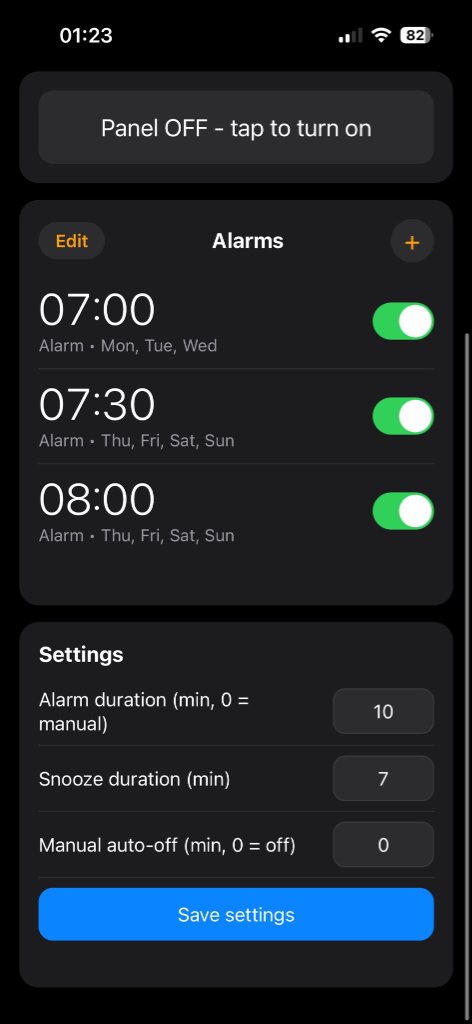 01:23
82
Panel OFF - tap to turn on
Edit
Alarms
+
07:00
Alarm • Mon, Tue, Wed
07:30
Alarm • Thu, Fri, Sat, Sun
08:00
Alarm • Thu, Fri, Sat, Sun
Settings
Alarm duration (min, 0 =
manual)
10
Snooze duration (min)
7
Manual auto-off (min, 0 = off)
0
Save settings